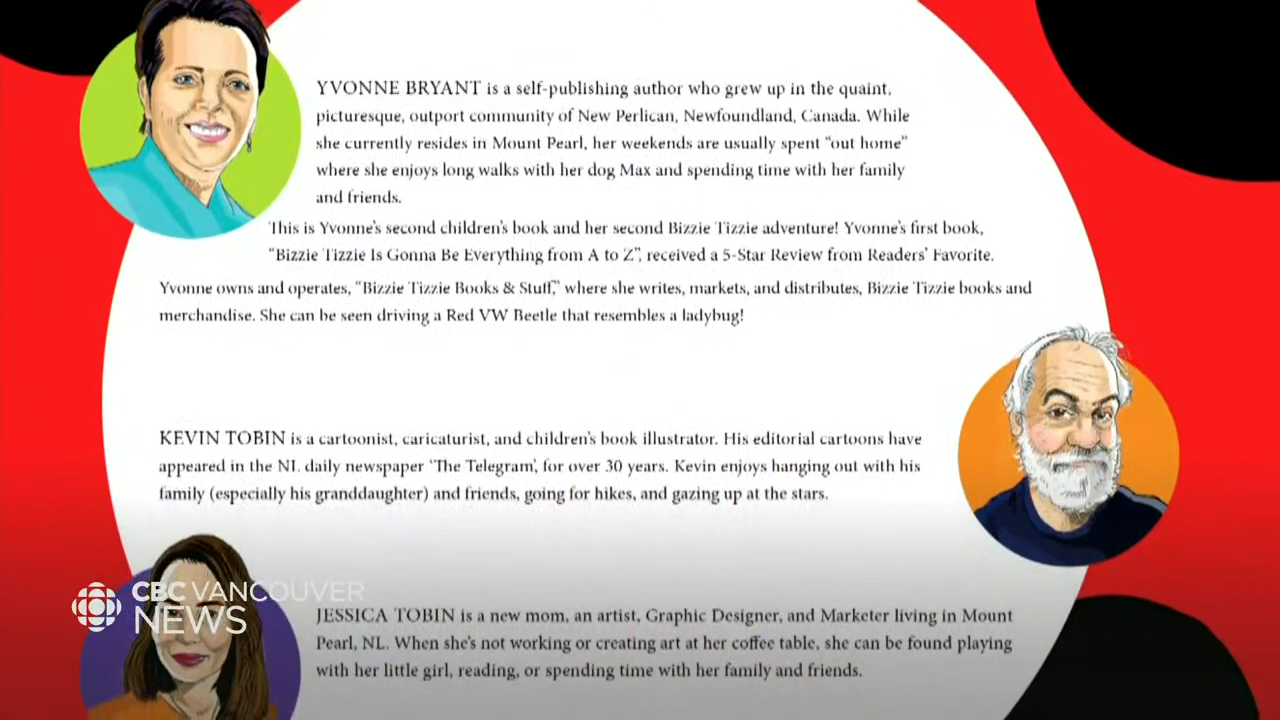 YVONNE BRYANT is a self-publishing author who grew up in the quaint,
picturesque, outport community of New Perlican, Newfoundland, Canada. While
she currently resides in Mount Pearl, her weekends are usually spent “out home”
where she enjoys long walks with her dog Max and spending time with her family
and friends.
This is Yvonne’s second children’s book and her second Bizzie Tizzie adventure! Yvonne’s first book,
“Bizzie Tizzie Is Gonna Be Everything from A to Z”, received a 5-Star Review from Readers’ Favorite.
Yvonne owns and operates, “Bizzie Tizzie Books & Stuff,” where she writes, markets, and distributes, Bizzie Tizzie books and
merchandise. She can be seen driving a Red VW Beetle that resembles a ladybug!
KEVIN TOBIN is a cartoonist, caricaturist, and children’s book illustrator. His editorial cartoons have
appeared in the NL daily newspaper ‘The Telegram’, for over 30 years. Kevin enjoys hanging out with his
family (especially his granddaughter) and friends, going for hikes, and gazing up at the stars.
CBC VANCOUVER
NEWS
JESSICA TOBIN is a new mom, an artist, Graphic Designer, and Marketer living in Mount
Pearl, NL. When she’s not working or creating art at her coffee table, she can be found playing
with her little girl, reading, or spending time with her family and friends.